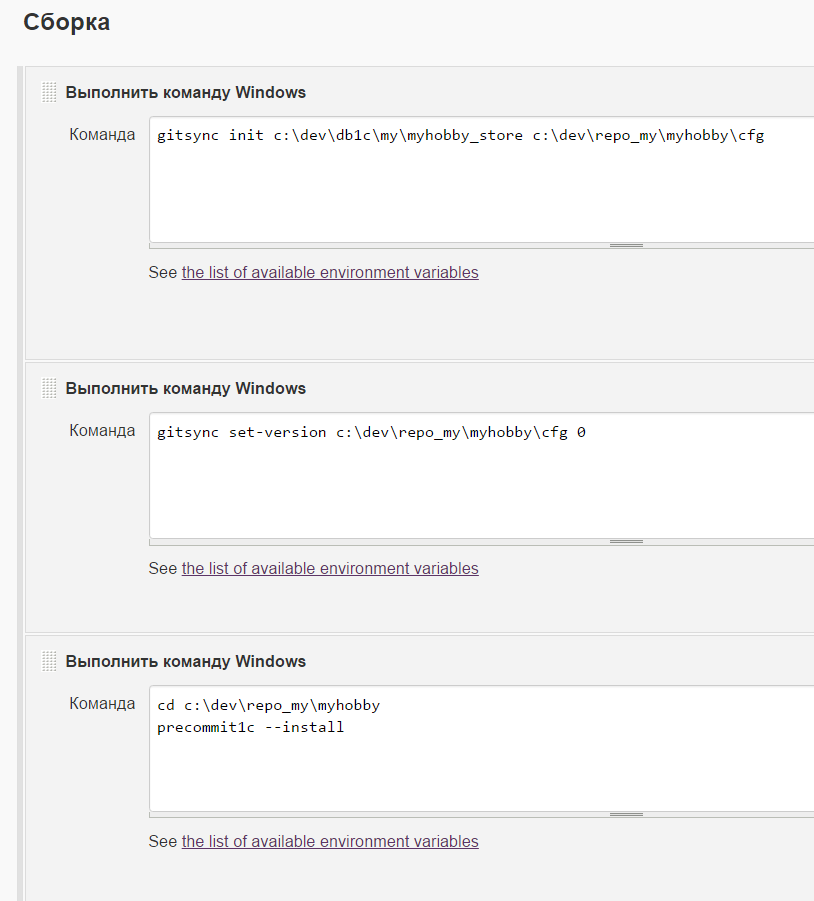 Сборка
Выполнить команду Windows
Команда
gitsync init c:\dev\db1c\my\myhobby_store c:\dev\repo_my\myhobby\cfg
See the list of available environment variables
Выполнить команду Windows
Команда
gitsync set-version c:\dev\repo_my\myhobby\cfg 0
See the list of available environment variables
Выполнить команду Windows
Команда
cd c:\dev\repo_my\myhobby
precommit1c --install
See the list of available environment variables